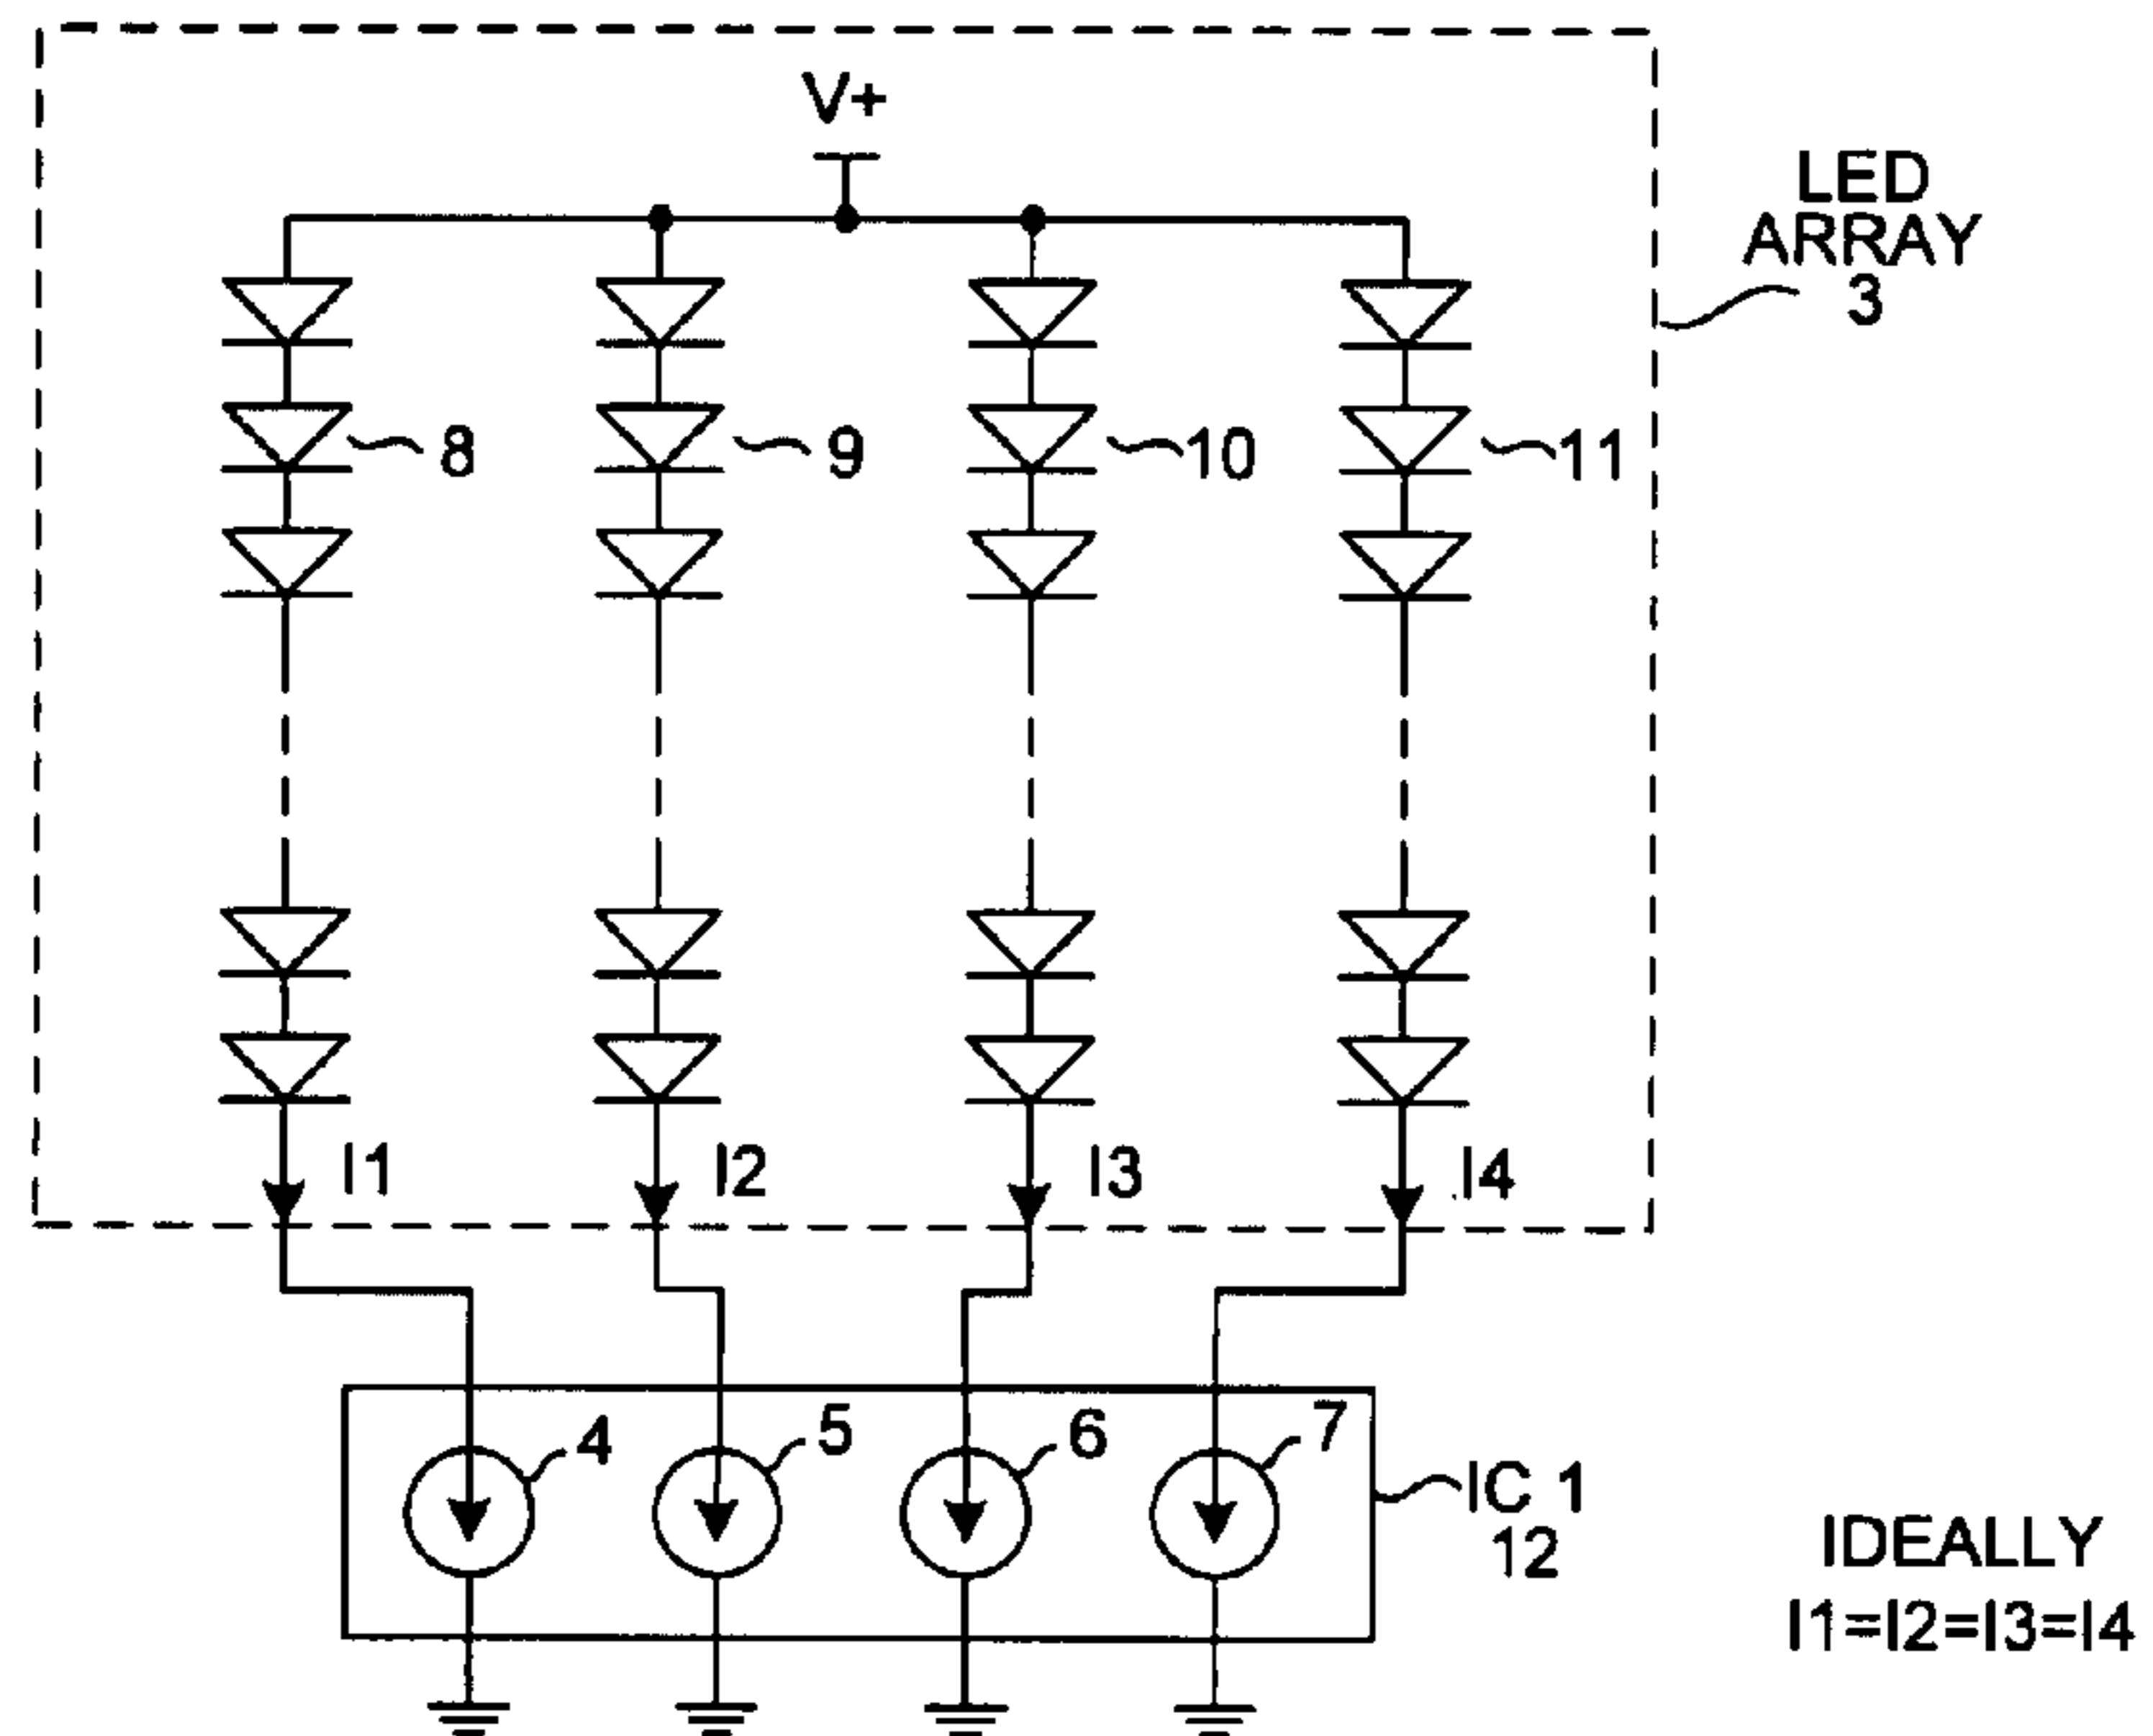 V+
LED
ARRAY
3
8
9
10
11
I1
I2
I3
I4
4
5
6
7
IC 1
12
IDEALLY
I1=I2=I3=I4